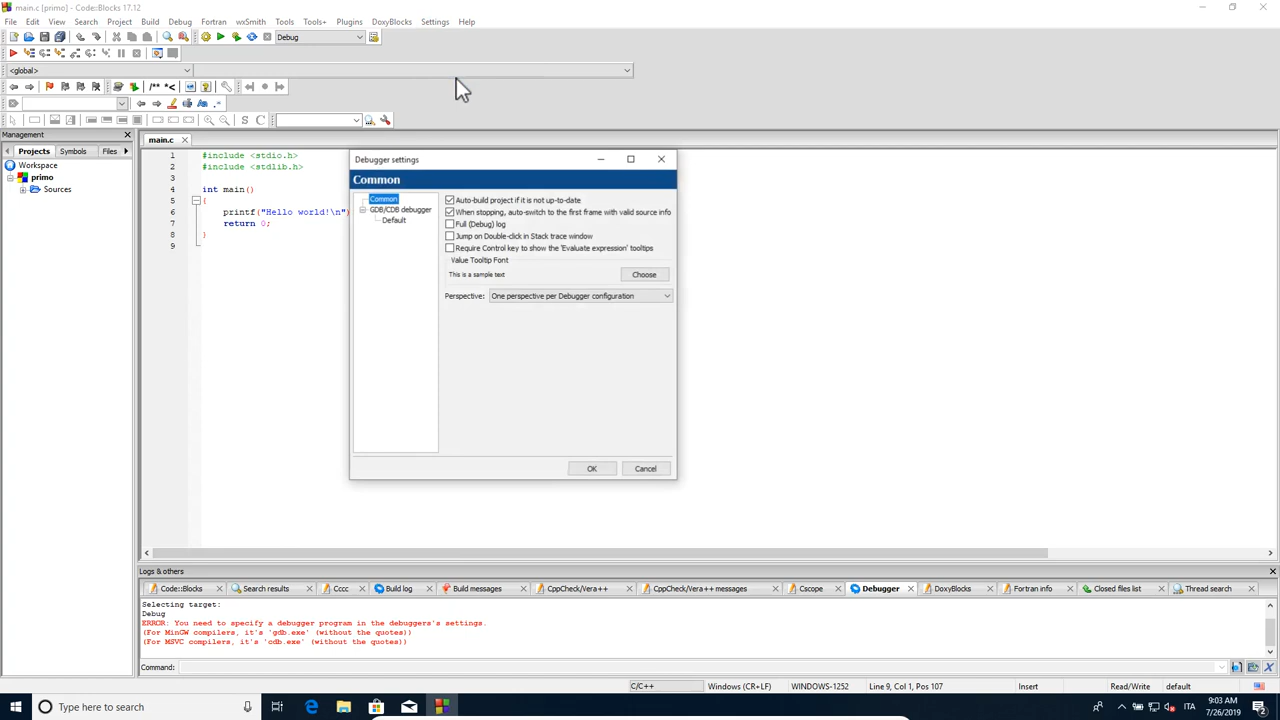 main.c [primo] - Code::Blocks 17.12
File Edit View Search Project Build Debug Fortran wxSmith Tools Tools+ Plugins DoxyBlocks Settings Help
Debug
<global>
/** *<
S C
Management
Projects Symbols Files
Workspace
primo
Sources
main.c
1 #include <stdio.h>
2 #include <stdlib.h>
3
4 int main()
5 {
6 printf("Hello world!\n")
7 return 0;
8 }
9
Debugger settings
Common
Common
GDB/CDB debugger
Default
Auto-build project if it is not up-to-date
When stopping, auto-switch to the first frame with valid source info
Full (Debug) log
Jump on Double-click in Stack trace window
Require Control key to show the 'Evaluate expression' tooltips
Value Tooltip Font
This is a sample text
Choose
Perspective: One perspective per Debugger configuration
OK Cancel
Logs & others
Code::Blocks Search results Cccc Build log Build messages CppCheck/Vera++ CppCheck/Vera++ messages Cscope Debugger DoxyBlocks Fortran info Closed files list Thread search
Selecting target:
Debug
ERROR: You need to specify a debugger program in the debuggers's settings.
(For MinGW compilers, it's 'gdb.exe' (without the quotes))
(For MSVC compilers, it's 'cdb.exe' (without the quotes))
Command:
C/C++ Windows (CR+LF) WINDOWS-1252 Line 9, Col 1, Pos 107 Insert Read/Write default
Type here to search
ITA
9:03 AM
7/26/2019
2